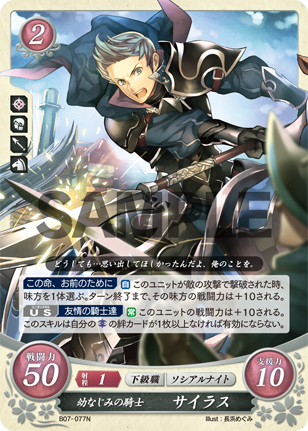 2
SAMPLE
どうしても…思い出してほしかったんだよ、俺のことを。
この命、お前のために 自 このユニットが敵の攻撃で撃破された時、
味方を1体選ぶ。ターン終了まで、その味方の戦闘力は+10される。
US 友情の騎士達 常 このユニットの戦闘力は+10される。
このスキルは自分の の絆カードが1枚以上なければ有効にならない。
戦闘力 50
射程 1
下級職 ソシアルナイト
支援力 10
幼なじみの騎士 サイラス
B07-077N
Illust:長浜めぐみ